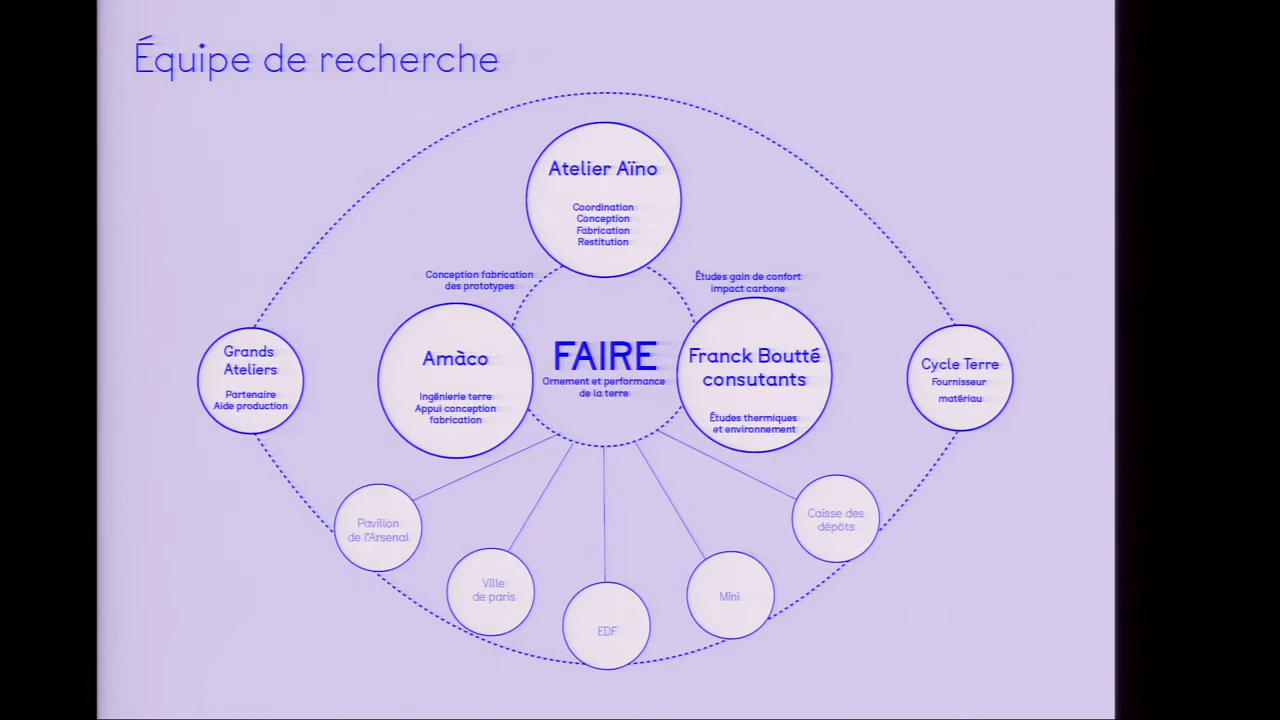 Équipe de recherche
Atelier Aïno
Coordination
Conception
Fabrication
Restitution
Conception fabrication
des prototypes
Études gain de confort
impact carbone
Grands
Ateliers
Partenaire
Aide production
Amàco
Ingénierie terre
Appui conception
fabrication
FAIRE
Ornement et performance
de la terre
Franck Boutté
consutants
Études thermiques
et environnement
Cycle Terre
Fournisseur
matériau
Pavillon
de l'Arsenal
Ville
de paris
EDF
Mini
Caisse des
dépôts